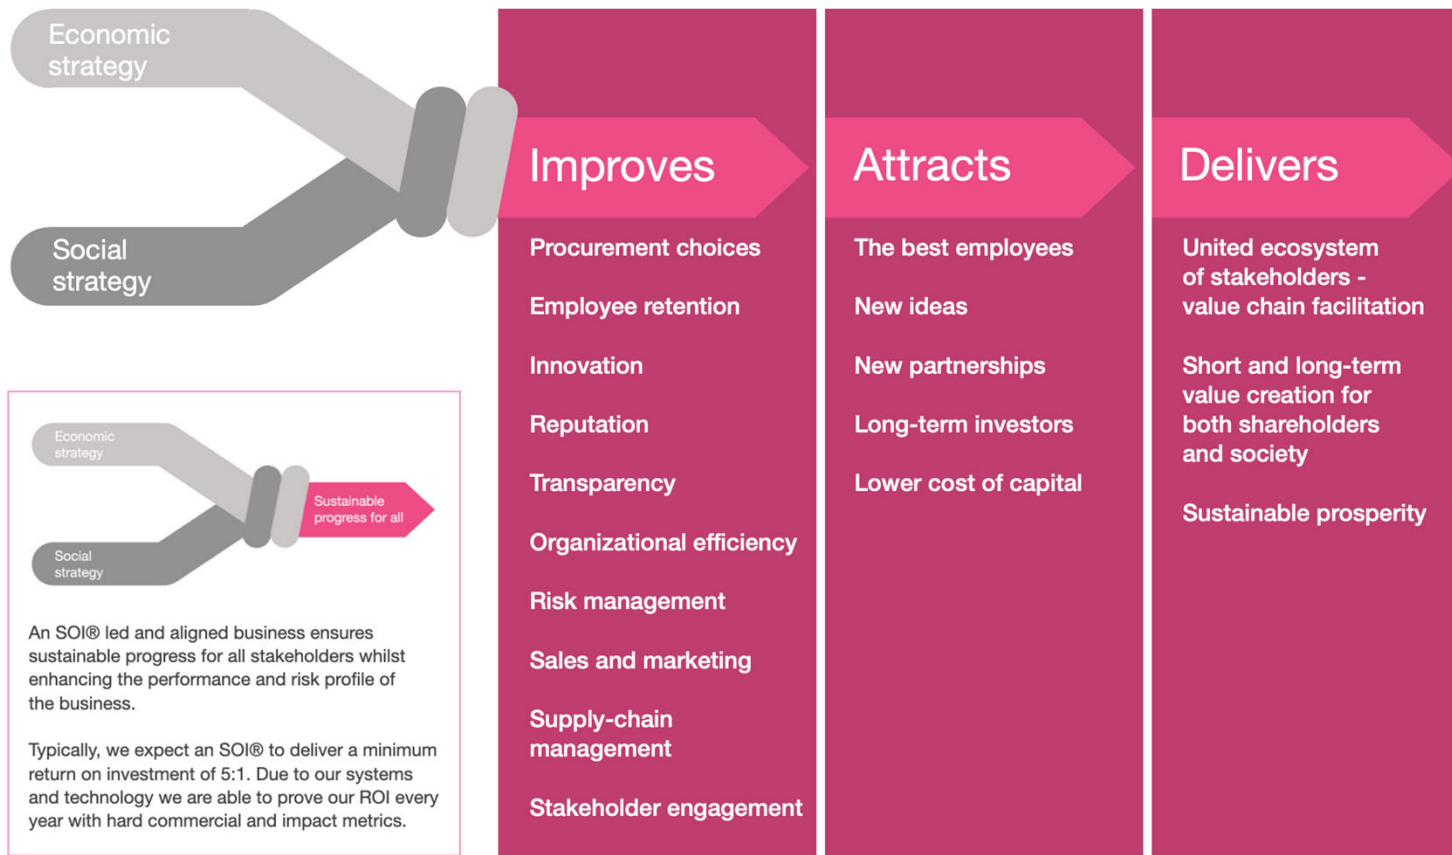 Economic
strategy
Social
strategy
Improves
Procurement choices
Employee retention
Innovation
Reputation
Transparency
Organizational efficiency
Risk management
Sales and marketing
Supply-chain
management
Stakeholder engagement
Attracts
The best employees
New ideas
New partnerships
Long-term investors
Lower cost of capital
Delivers
United ecosystem
of stakeholders -
value chain facilitation
Short and long-term
value creation for
both shareholders
and society
Sustainable prosperity
Economic
strategy
Social
strategy
Sustainable
progress for all
An SOI® led and aligned business ensures
sustainable progress for all stakeholders whilst
enhancing the performance and risk profile of
the business.
Typically, we expect an SOI® to deliver a minimum
return on investment of 5:1. Due to our systems
and technology we are able to prove our ROI every
year with hard commercial and impact metrics.